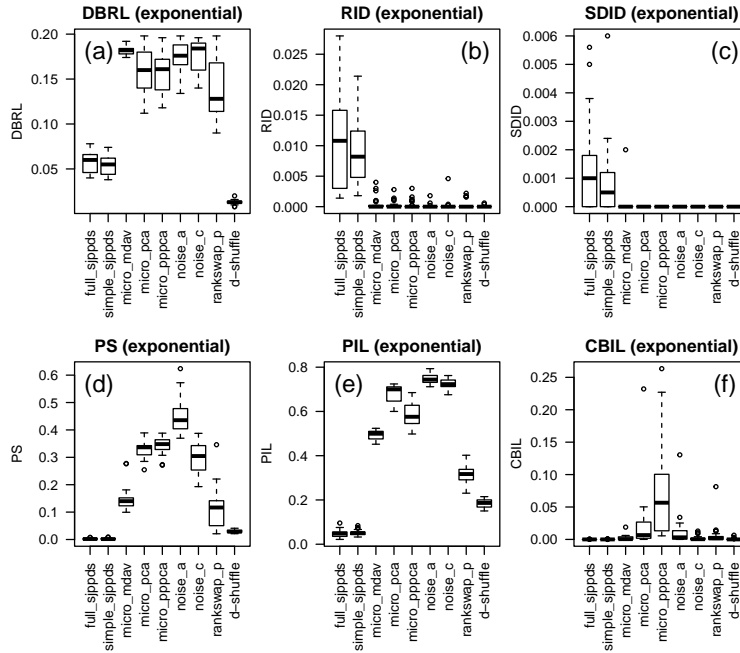 DBRL (exponential)
(a)
DBRL
0.20
0.15
0.10
0.05
full_sjppds
simple_sjppds
micro_mdav
micro_pca
micro_pppca
noise_a
noise_c
rankswap_p
d−shuffle
RID (exponential)
(b)
RID
0.025
0.020
0.015
0.010
0.005
0.000
full_sjppds
simple_sjppds
micro_mdav
micro_pca
micro_pppca
noise_a
noise_c
rankswap_p
d−shuffle
SDID (exponential)
(c)
SDID
0.006
0.005
0.004
0.003
0.002
0.001
0.000
full_sjppds
simple_sjppds
micro_mdav
micro_pca
micro_pppca
noise_a
noise_c
rankswap_p
d−shuffle
PS (exponential)
(d)
PS
0.6
0.5
0.4
0.3
0.2
0.1
0.0
full_sjppds
simple_sjppds
micro_mdav
micro_pca
micro_pppca
noise_a
noise_c
rankswap_p
d−shuffle
PIL (exponential)
(e)
PIL
0.8
0.6
0.4
0.2
0.0
full_sjppds
simple_sjppds
micro_mdav
micro_pca
micro_pppca
noise_a
noise_c
rankswap_p
d−shuffle
CBIL (exponential)
(f)
CBIL
0.25
0.20
0.15
0.10
0.05
0.00
full_sjppds
simple_sjppds
micro_mdav
micro_pca
micro_pppca
noise_a
noise_c
rankswap_p
d−shuffle